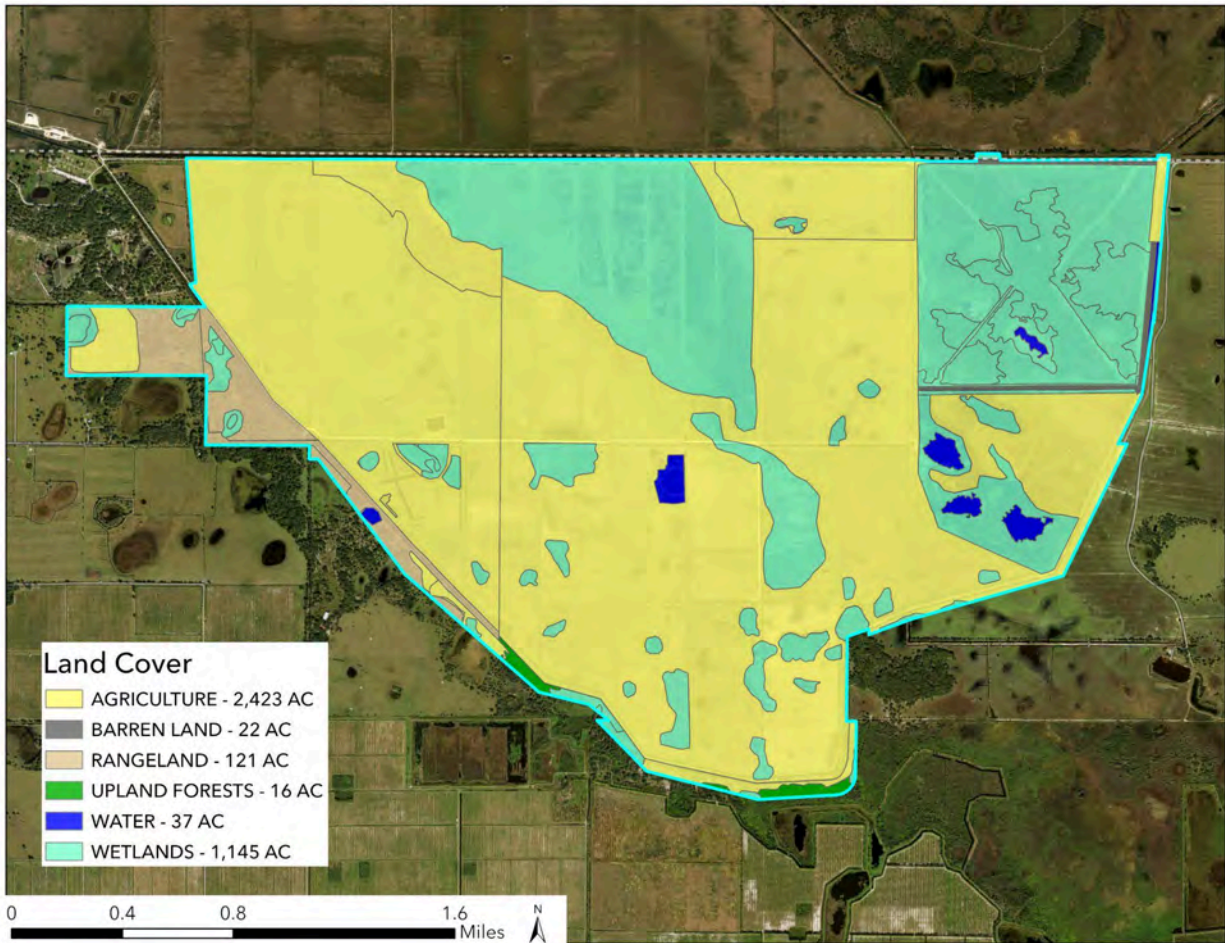 Land Cover
AGRICULTURE - 2,423 AC
BARREN LAND - 22 AC
RANGELAND - 121 AC
UPLAND FORESTS - 16 AC
WATER - 37 AC
WETLANDS - 1,145 AC
0 0.4 0.8 1.6
Miles
N